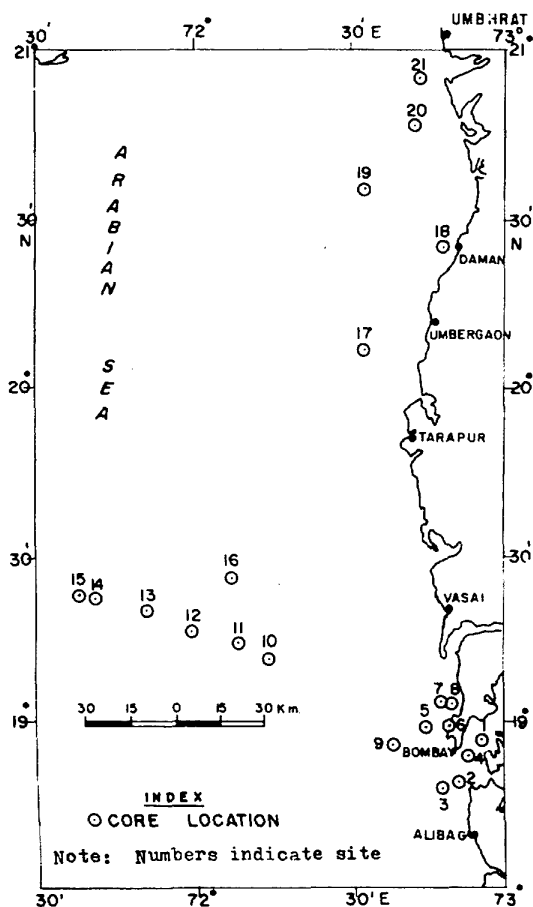 UMBHRAT
30' 72° 30' E 73°
21°
21°
21
20
19
30'
N
30'
N
18
DAMAN
17
UMBERGAON
20°
20°
TARAPUR
ARABIAN SEA
30'
30'
16
15 14
13
12
11
10
VASAI
30 15 0 15 30 Km.
19°
19°
7 8
5
6
1
9
BOMBAY
4
2
3
INDEX
CORE LOCATION
Note: Numbers indicate site
ALIBAG
30' 72° 30' E 73°